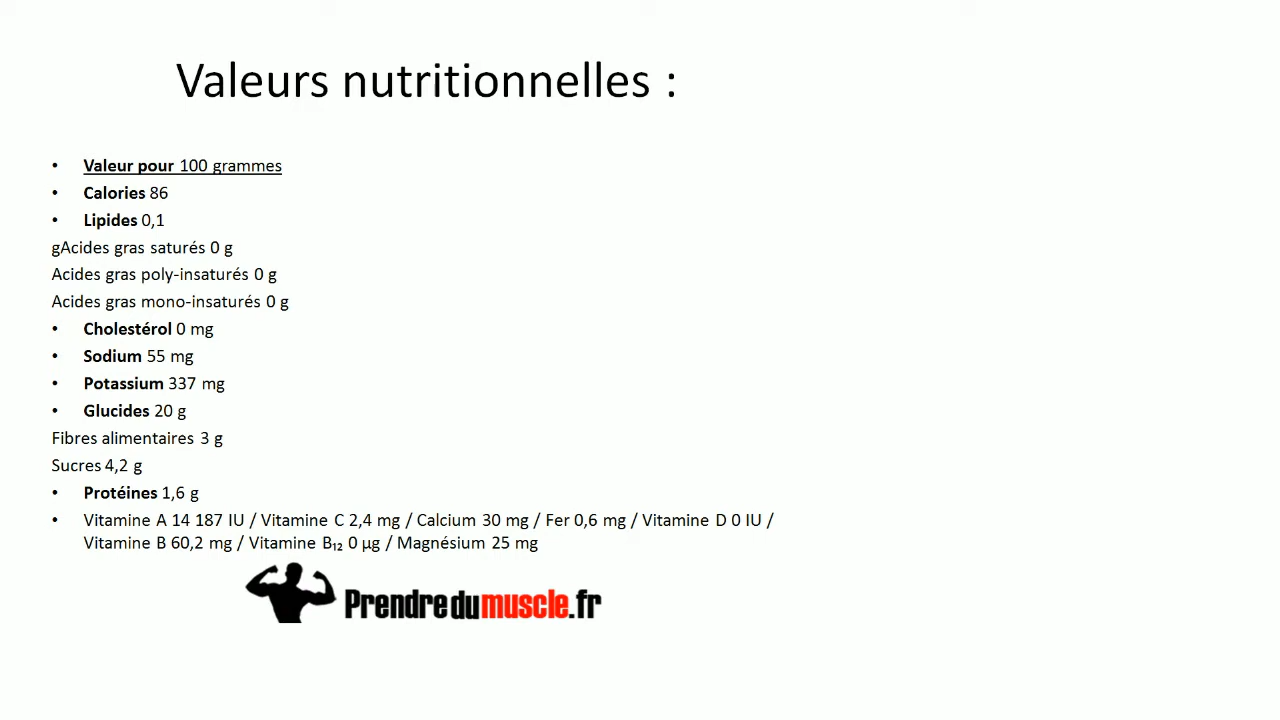 Valeurs nutritionnelles :
• Valeur pour 100 grammes
• Calories 86
• Lipides 0,1
gAcides gras saturés 0 g
Acides gras poly-insaturés 0 g
Acides gras mono-insaturés 0 g
• Cholestérol 0 mg
• Sodium 55 mg
• Potassium 337 mg
• Glucides 20 g
Fibres alimentaires 3 g
Sucres 4,2 g
• Protéines 1,6 g
• Vitamine A 14 187 IU / Vitamine C 2,4 mg / Calcium 30 mg / Fer 0,6 mg / Vitamine D 0 IU /
Vitamine B 60,2 mg / Vitamine B₁₂ 0 µg / Magnésium 25 mg
Prendredumuscle.fr